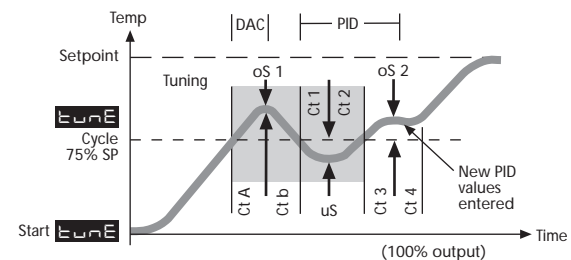 Temp
DAC
PID
Setpoint
Tuning
oS 1
Ct 1
Ct 2
oS 2
tunE
Cycle
75% SP
Ct A
Ct b
uS
Ct 3
Ct 4
New PID
values
entered
Start tunE
Time
(100% output)